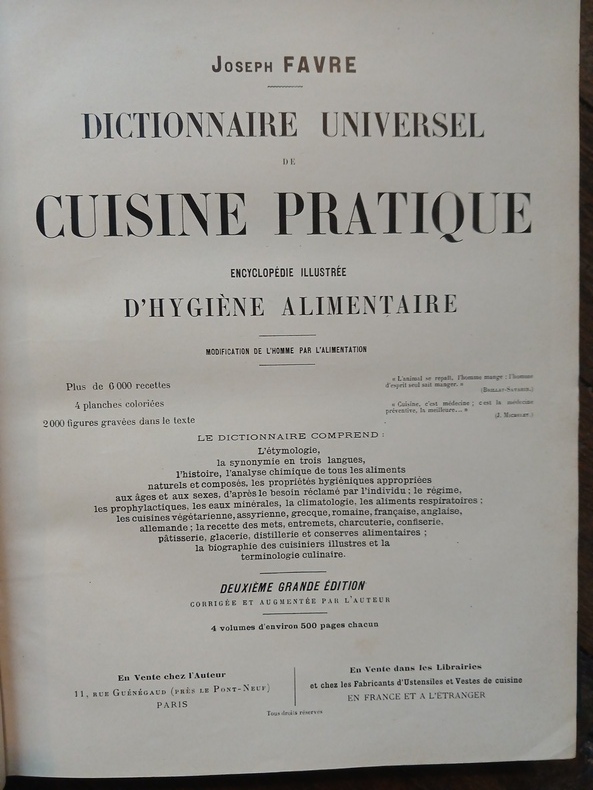 Joseph FAVRE
DICTIONNAIRE UNIVERSEL
DE
CUISINE PRATIQUE
ENCYCLOPÉDIE ILLUSTRÉE
D'HYGIÈNE ALIMENTAIRE
MODIFICATION DE L'HOMME PAR L'ALIMENTATION
Plus de 6 000 recettes
4 planches coloriées
2 000 figures gravées dans le texte
« L'animal se repaît, l'homme mange ; l'homme
d'esprit seul sait manger. »
(Brillat-Savarin.)
« Cuisine, c'est médecine ; c'est la médecine
préventive, la meilleure... »
(J. Michelet.)
LE DICTIONNAIRE COMPREND :
L'étymologie,
la synonymie en trois langues,
l'histoire, l'analyse chimique de tous les aliments
naturels et composés, les propriétés hygiéniques appropriées
aux âges et aux sexes, d'après le besoin réclamé par l'individu ; le régime,
les prophylactiques, les eaux minérales, la climatologie, les aliments respiratoires ;
les cuisines végétarienne, assyrienne, grecque, romaine, française, anglaise,
allemande ; la recette des mets, entremets, charcuterie, confiserie,
pâtisserie, glacerie, distillerie et conserves alimentaires ;
la biographie des cuisiniers illustres et la
terminologie culinaire.
DEUXIÈME GRANDE ÉDITION
CORRIGÉE ET AUGMENTÉE PAR L'AUTEUR
4 volumes d'environ 500 pages chacun
En Vente chez l'Auteur
11, RUE GUÉNÉGAUD (PRÈS LE PONT-NEUF)
PARIS
En Vente dans les Librairies
et chez les Fabricants d'Ustensiles et Vestes de cuisine
EN FRANCE ET A L'ÉTRANGER
Tous droits réservés